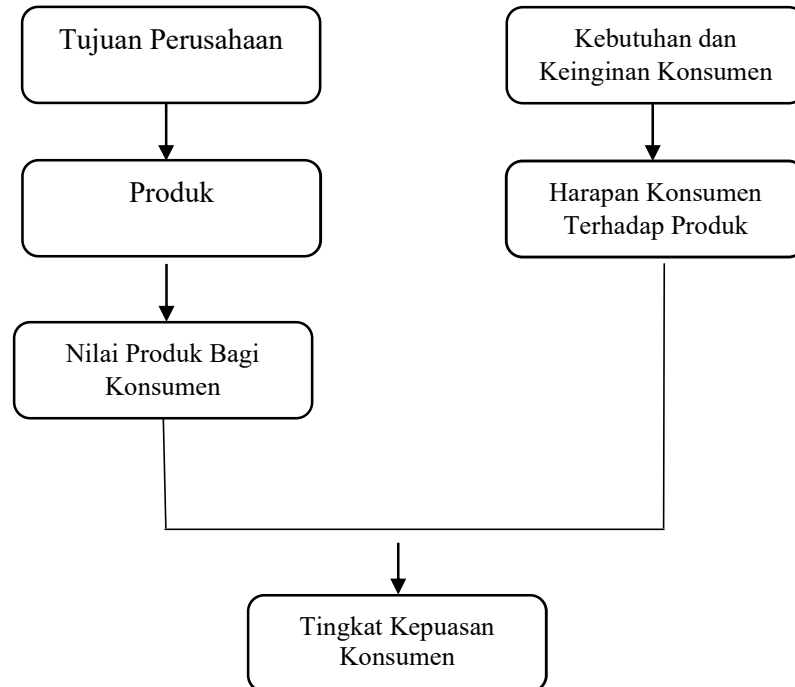 Tujuan Perusahaan
Kebutuhan dan
Keinginan Konsumen
Produk
Harapan Konsumen
Terhadap Produk
Nilai Produk Bagi
Konsumen
Tingkat Kepuasan
Konsumen